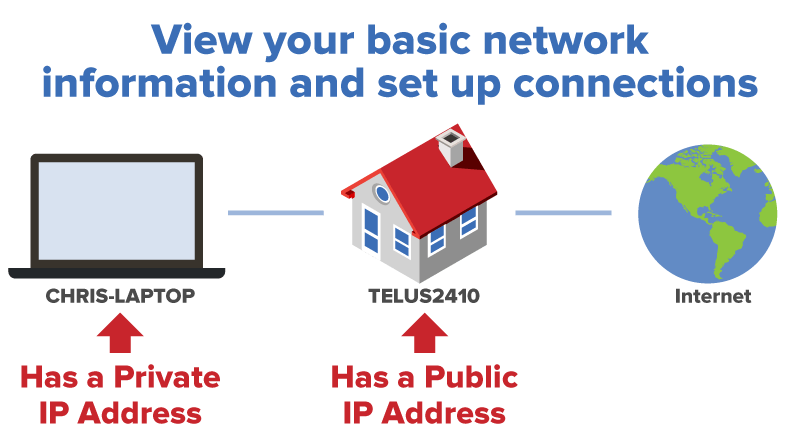 View your basic network
information and set up connections
CHRIS-LAPTOP
TELUS2410
Internet
Has a Private
IP Address
Has a Public
IP Address